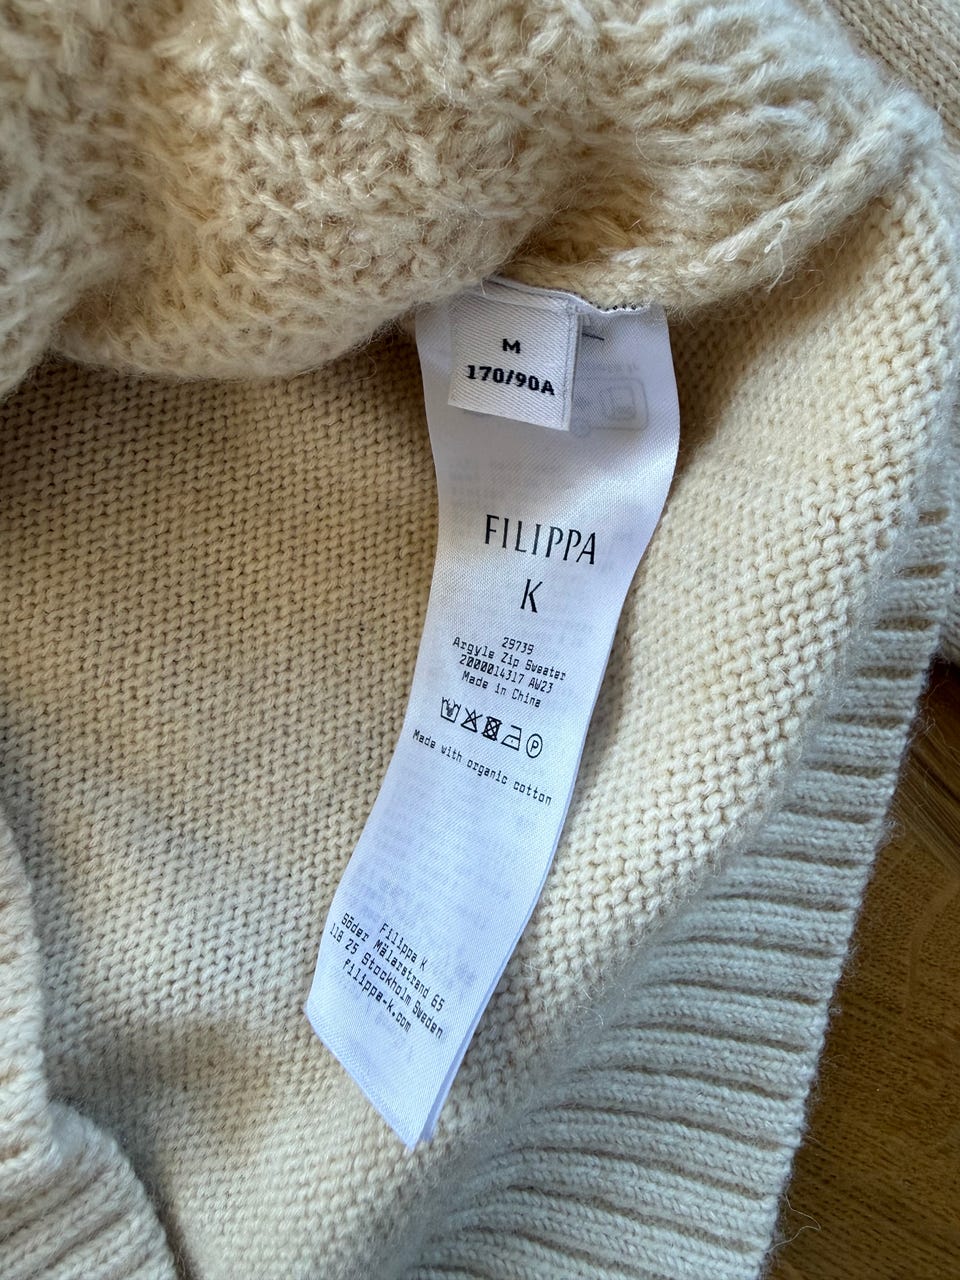 M
170/90A
FILIPPA
K
29739
Argyle Zip Sweater
2000014317 AW23
Made in China
Made with organic cotton
Filippa K
Söder Mälarstrand 65
118 25 Stockholm Sweden
filippa-k.com